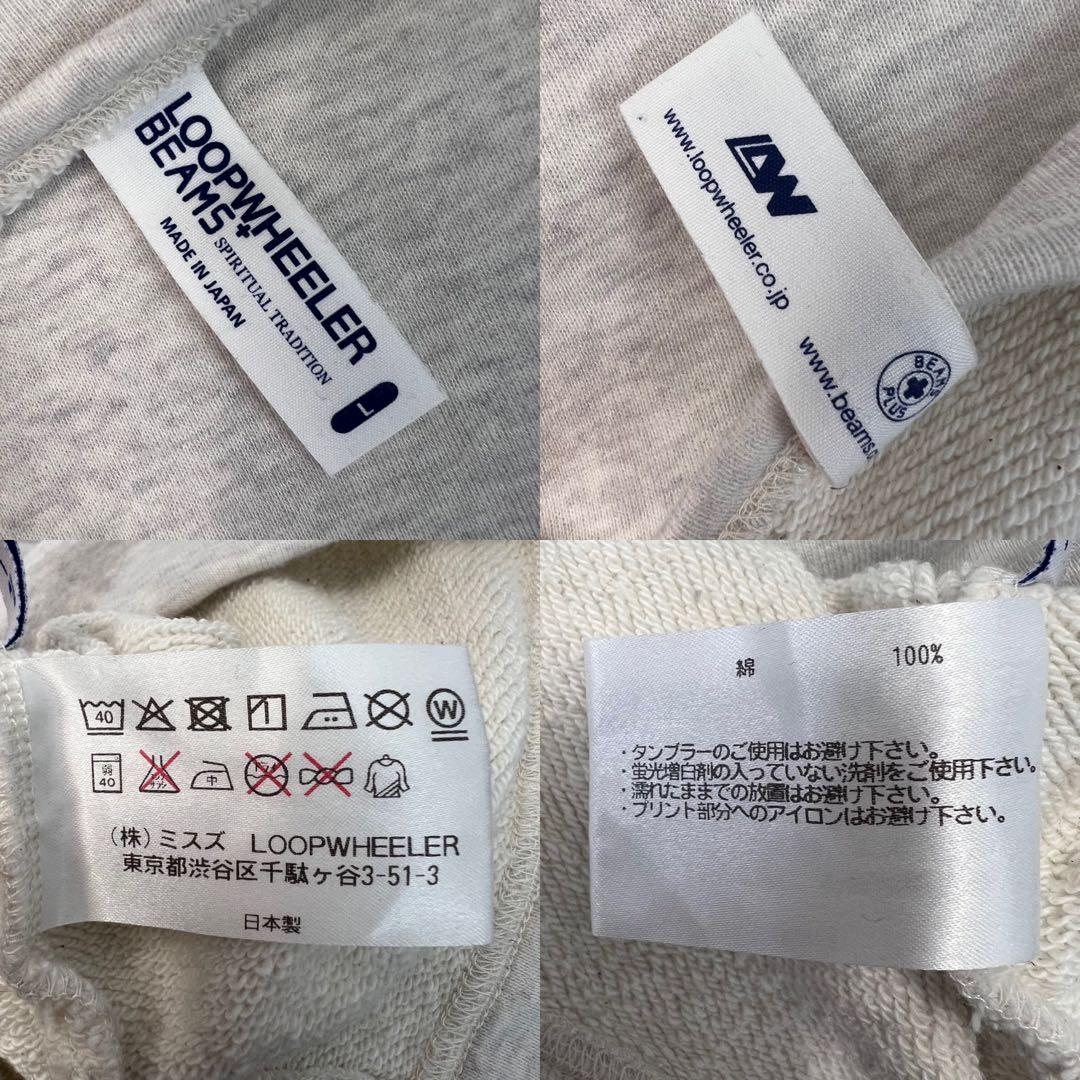 LOOPWHEELER
+
BEAMS
SPIRITUAL TRADITION
MADE IN JAPAN
L
LW
www.loopwheeler.co.jp
www.beams.c
BEAMS
PLUS
40
1
W
弱
40
中
(株)ミスズ LOOPWHEELER
東京都渋谷区千駄ヶ谷3-51-3
日本製
綿 100%
・タンブラーのご使用はお避け下さい。
・蛍光増白剤の入っていない洗剤をご使用下さい。
・濡れたままでの放置はお避け下さい。
・プリント部分へのアイロンはお避け下さい。